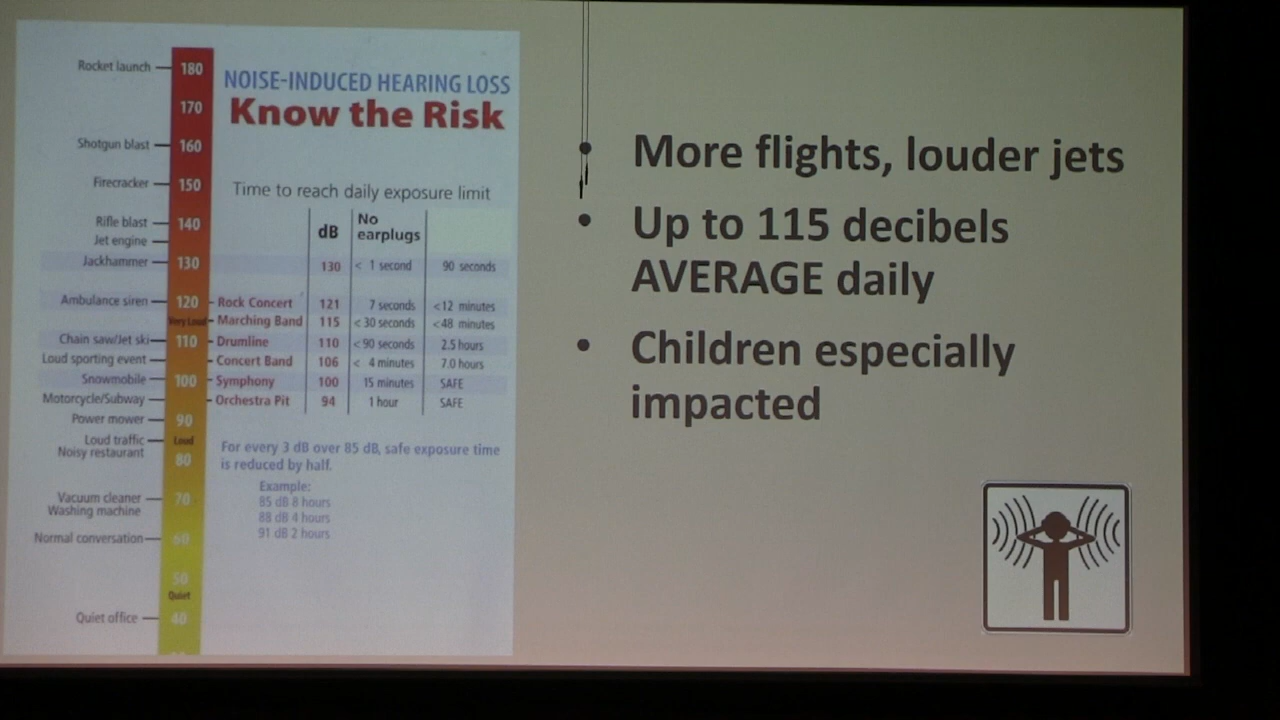 NOISE-INDUCED HEARING LOSS
Know the Risk
Time to reach daily exposure limit
dB No earplugs
130 < 1 second 90 seconds
Rock Concert 121 7 seconds <12 minutes
Marching Band 115 <30 seconds <48 minutes
Drumline 110 <90 seconds 2.5 hours
Concert Band 106 < 4 minutes 7.0 hours
Symphony 100 15 minutes SAFE
Orchestra Pit 94 1 hour SAFE
For every 3 dB over 85 dB, safe exposure time
is reduced by half.
Example:
85 dB 8 hours
88 dB 4 hours
91 dB 2 hours
Rocket launch 180
170
Shotgun blast 160
Firecracker 150
Rifle blast 140
Jet engine
Jackhammer 130
Ambulance siren 120
Very Loud
Chain saw/Jet ski 110
Loud sporting event
Snowmobile 100
Motorcycle/Subway
Power mower 90
Loud traffic Loud
Noisy restaurant 80
Vacuum cleaner 70
Washing machine
Normal conversation 60
50
Quiet
Quiet office 40
• More flights, louder jets
• Up to 115 decibels
AVERAGE daily
• Children especially
impacted